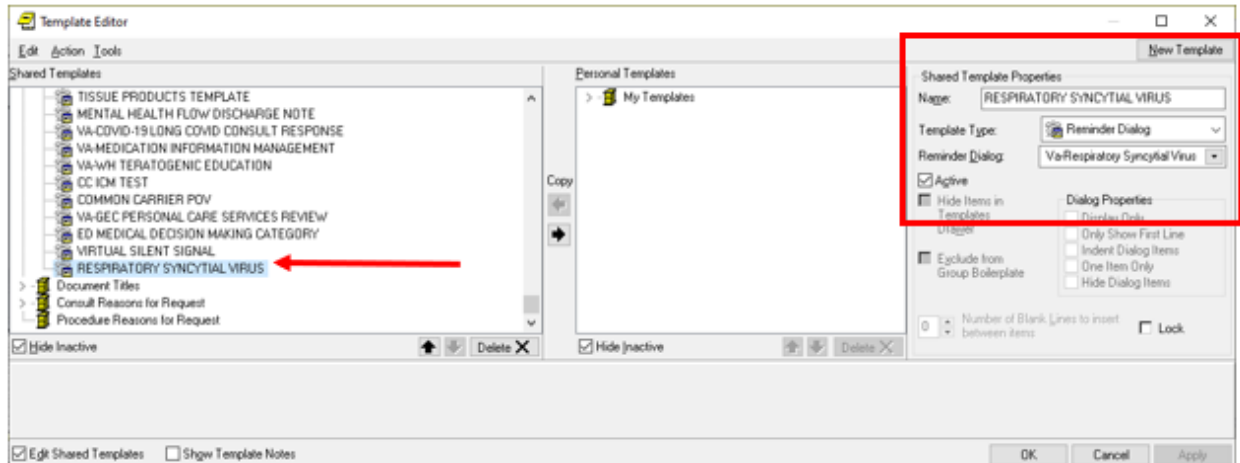 Template Editor
Edit Action Tools
New Template
Shared Templates
TISSUE PRODUCTS TEMPLATE
MENTAL HEALTH FLOW DISCHARGE NOTE
VA-COVID-19 LONG COVID CONSULT RESPONSE
VA-MEDICATION INFORMATION MANAGEMENT
VA-WH TERATOGENIC EDUCATION
CC ICM TEST
COMMON CARRIER POV
VA-GEC PERSONAL CARE SERVICES REVIEW
ED MEDICAL DECISION MAKING CATEGORY
VIRTUAL SILENT SIGNAL
RESPIRATORY SYNCYTIAL VIRUS
Document Titles
Consult Reasons for Request
Procedure Reasons for Request
Hide Inactive
Delete
Copy
Personal Templates
My Templates
Hide Inactive
Delete
Shared Template Properties
Name: RESPIRATORY SYNCYTIAL VIRUS
Template Type: Reminder Dialog
Reminder Dialog: Va-Respiratory Syncytial Virus
Active
Hide Items in
Templates
Drawer
Exclude from
Group Boilerplate
Dialog Properties
Display Only
Only Show First Line
Indent Dialog Items
One Item Only
Hide Dialog Items
0 Number of Blank Lines to insert
between items
Lock
Edit Shared Templates Show Template Notes
OK Cancel Apply